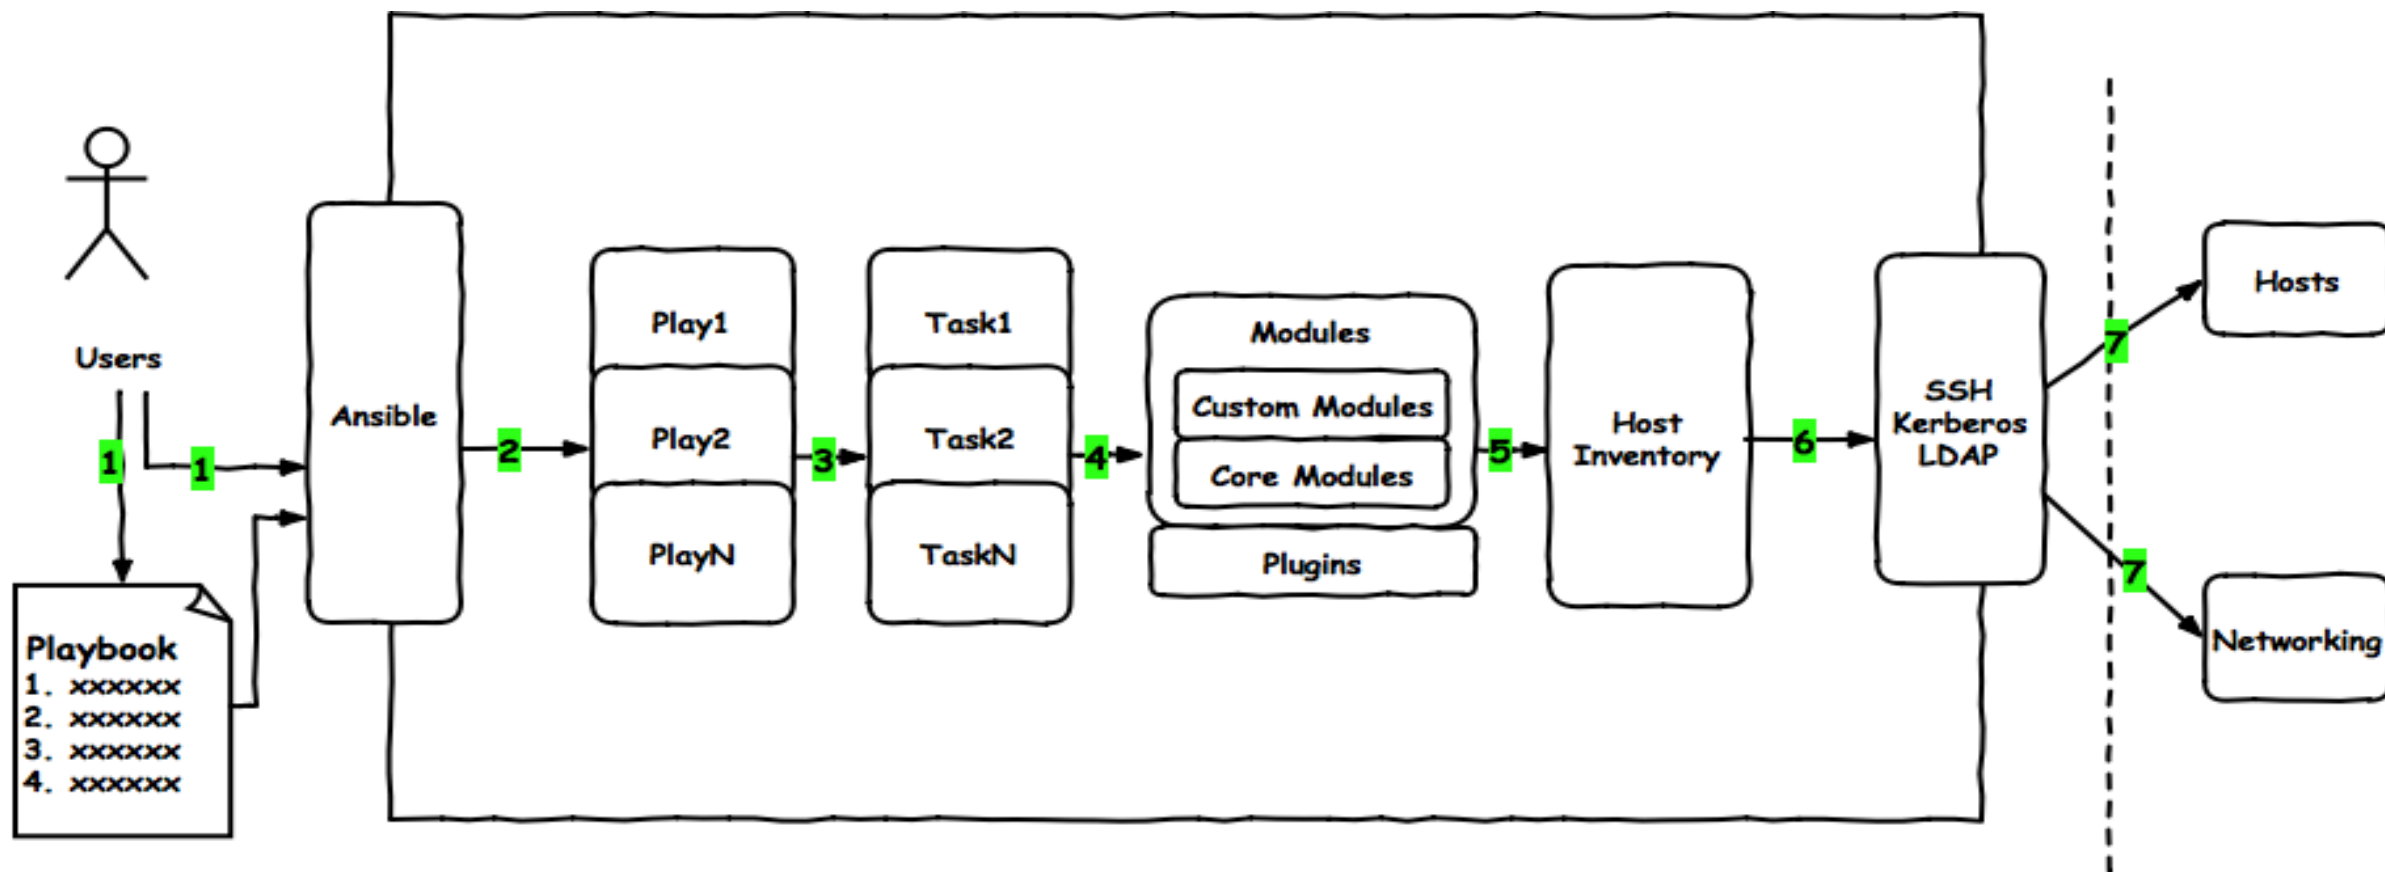 Users
1
1
Playbook
1. xxxxxx
2. xxxxxx
3. xxxxxx
4. xxxxxx
Ansible
2
Play1
Play2
PlayN
3
Task1
Task2
TaskN
4
Modules
Custom Modules
Core Modules
Plugins
5
Host
Inventory
6
SSH
Kerberos
LDAP
7
7
Hosts
Networking